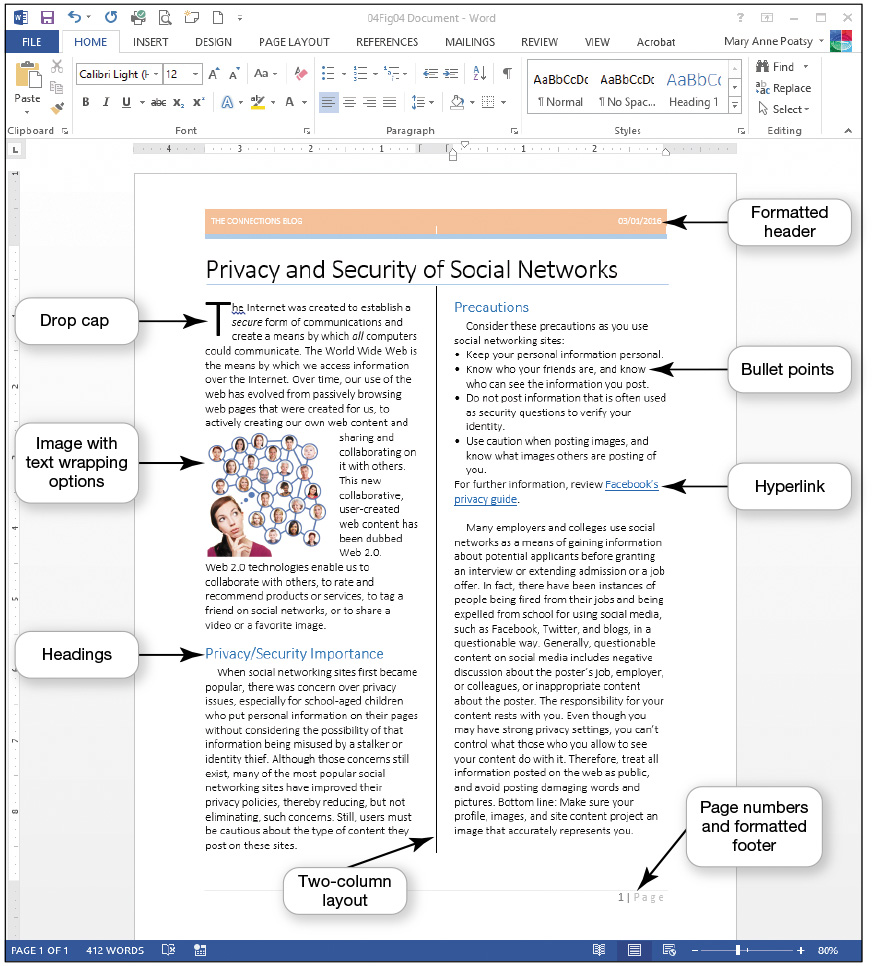 04Fig04 Document - Word
FILE HOME INSERT DESIGN PAGE LAYOUT REFERENCES MAILINGS REVIEW VIEW Acrobat Mary Anne Poatsy
Paste
Calibri Light (H 12
Aa
B I U abc X₂ X² A A
AaBbCcDc AaBbCcDc AaBbCc
¶ Normal ¶ No Spac... Heading 1
Find
Replace
Select
Clipboard Font Paragraph Styles Editing
L
4 3 2 1 1 2
THE CONNECTIONS BLOG 03/01/2016
Formatted
header
Privacy and Security of Social Networks
Drop cap
The Internet was created to establish a
secure form of communications and
create a means by which all computers
could communicate. The World Wide Web is
the means by which we access information
over the Internet. Over time, our use of the
web has evolved from passively browsing
web pages that were created for us, to
actively creating our own web content and
sharing and
collaborating on
it with others.
This new
collaborative,
user-created
web content has
been dubbed
Web 2.0.
Image with
text wrapping
options
Web 2.0 technologies enable us to
collaborate with others, to rate and
recommend products or services, to tag a
friend on social networks, or to share a
video or a favorite image.
Headings
Privacy/Security Importance
When social networking sites first became
popular, there was concern over privacy
issues, especially for school-aged children
who put personal information on their pages
without considering the possibility of that
information being misused by a stalker or
identity thief. Although those concerns still
exist, many of the most popular social
networking sites have improved their
privacy policies, thereby reducing, but not
eliminating, such concerns. Still, users must
be cautious about the type of content they
post on these sites.
Two-column
layout
Precautions
Consider these precautions as you use
social networking sites:
• Keep your personal information personal.
• Know who your friends are, and know
who can see the information you post.
• Do not post information that is often used
as security questions to verify your
identity.
• Use caution when posting images, and
know what images others are posting of
you.
Bullet points
For further information, review Facebook's
privacy guide.
Hyperlink
Many employers and colleges use social
networks as a means of gaining information
about potential applicants before granting
an interview or extending admission or a job
offer. In fact, there have been instances of
people being fired from their jobs and being
expelled from school for using social media,
such as Facebook, Twitter, and blogs, in a
questionable way. Generally, questionable
content on social media includes negative
discussion about the poster's job, employer,
or colleagues, or inappropriate content
about the poster. The responsibility for your
content rests with you. Even though you
may have strong privacy settings, you can't
control what those who you allow to see
your content do with it. Therefore, treat all
information posted on the web as public,
and avoid posting damaging words and
pictures. Bottom line: Make sure your
profile, images, and site content project an
image that accurately represents you.
Page numbers
and formatted
footer
1 | Page
PAGE 1 OF 1 412 WORDS 80%